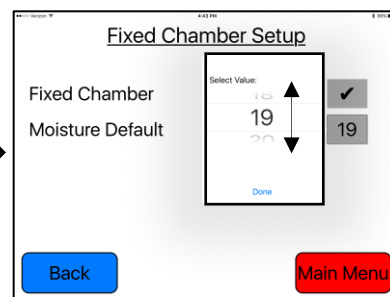 Verizon 4:43 PM
Fixed Chamber Setup
Select Value:
Fixed Chamber 18 ✔
19
Moisture Default 19
20
Done
Back Main Menu